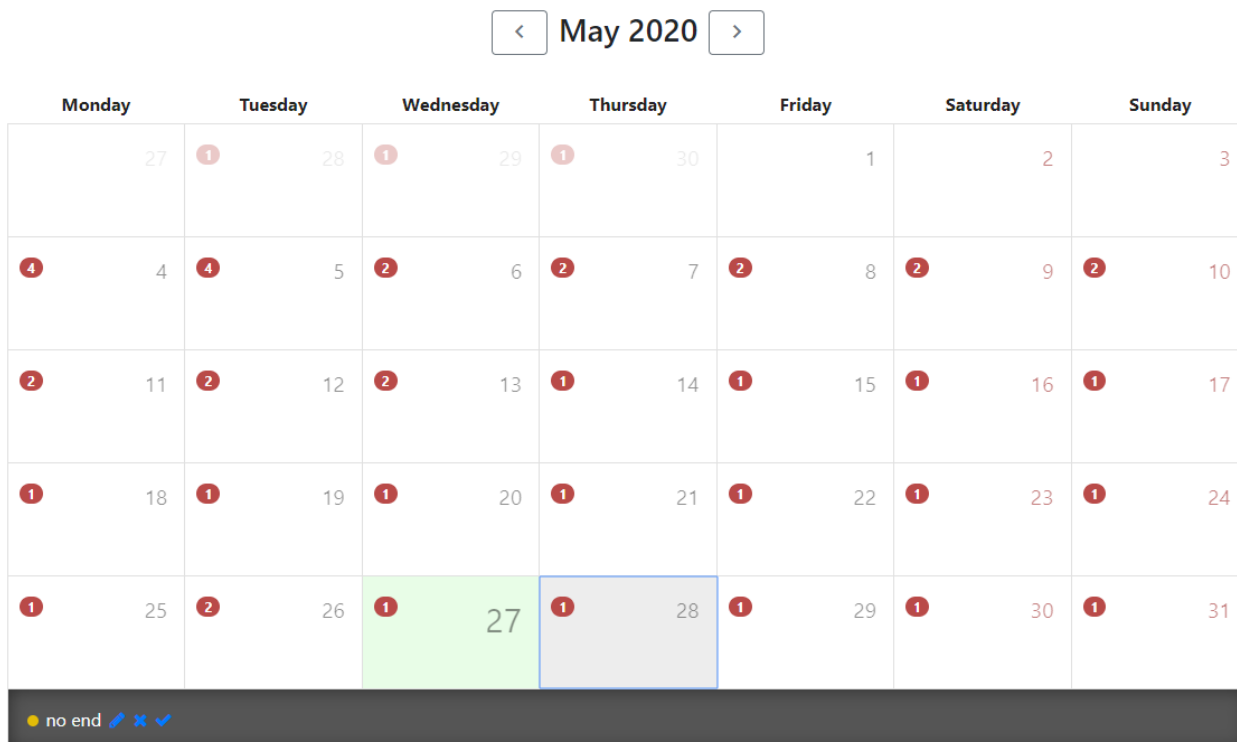 May 2020
Monday Tuesday Wednesday Thursday Friday Saturday Sunday
27 1 28 1 29 1 30 1 2 3
4 4 4 5 2 6 2 7 2 8 2 9 2 10
2 11 2 12 2 13 1 14 1 15 1 16 1 17
1 18 1 19 1 20 1 21 1 22 1 23 1 24
1 25 2 26 1 27 1 28 1 29 1 30 1 31
no end